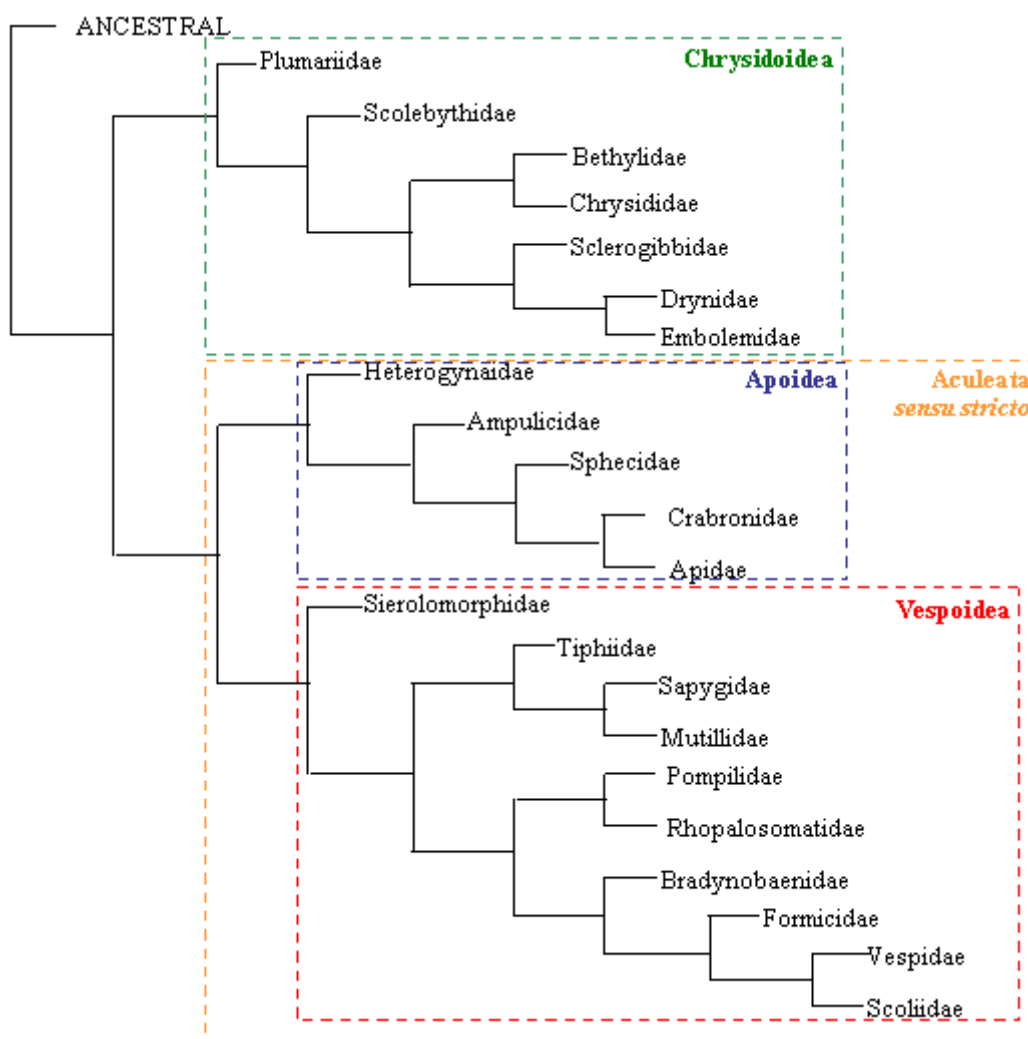 ANCESTRAL
Chrysidoidea
Plumariidae
Scolebythidae
Bethylidae
Chrysididae
Sclerogibbidae
Drynidae
Embolemidae
Heterogynaidae
Apoidea
Aculeata
sensu stricto
Ampulicidae
Sphecidae
Crabronidae
Apidae
Sierolomorphidae
Vespoidea
Tiphiidae
Sapygidae
Mutillidae
Pompilidae
Rhopalosomatidae
Bradynobaenidae
Formicidae
Vespidae
Scoliidae